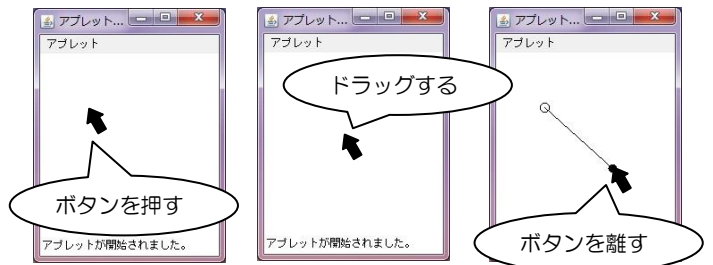 アプレット...
アプレット
ボタンを押す
アプレットが開始されました。
アプレット...
アプレット
ドラッグする
アプレットが開始されました。
アプレット...
アプレット
ボタンを離す